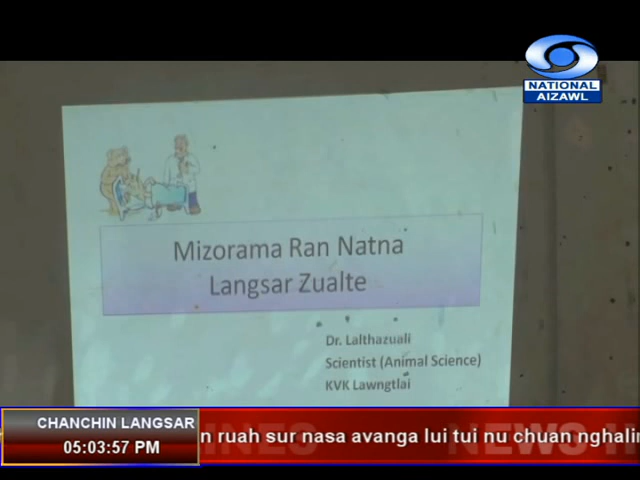 NATIONAL
AIZAWL
Mizorama Ran Natna
Langsar Zualte
Dr. Lalthazuali
Scientist (Animal Science)
KVK Lawngtlai
CHANCHIN LANGSAR
05:03:57 PM
n ruah sur nasa avanga lui tui nu chuan nghalin